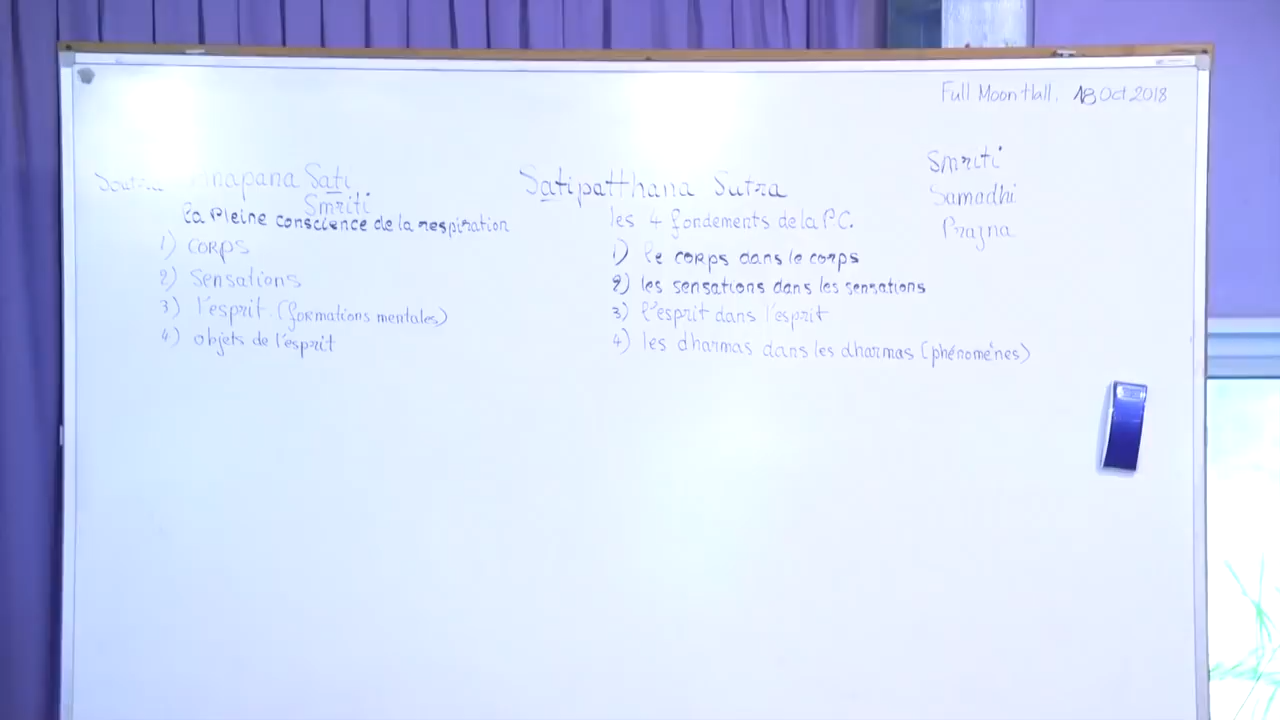 Full Moon Hall, 18 Oct 2018
Anapana Sati
Smriti
la Pleine conscience de la respiration
1) CORPS
2) Sensations
3) l'esprit. (formations mentales)
4) objets de l'esprit
Satipatthana Sutra
les 4 fondements de la P.C.
1) le corps dans le corps
2) les sensations dans les sensations
3) l'esprit dans l'esprit
4) les dharmas dans les dharmas (phénomènes)
Smriti
Samadhi
Prajna